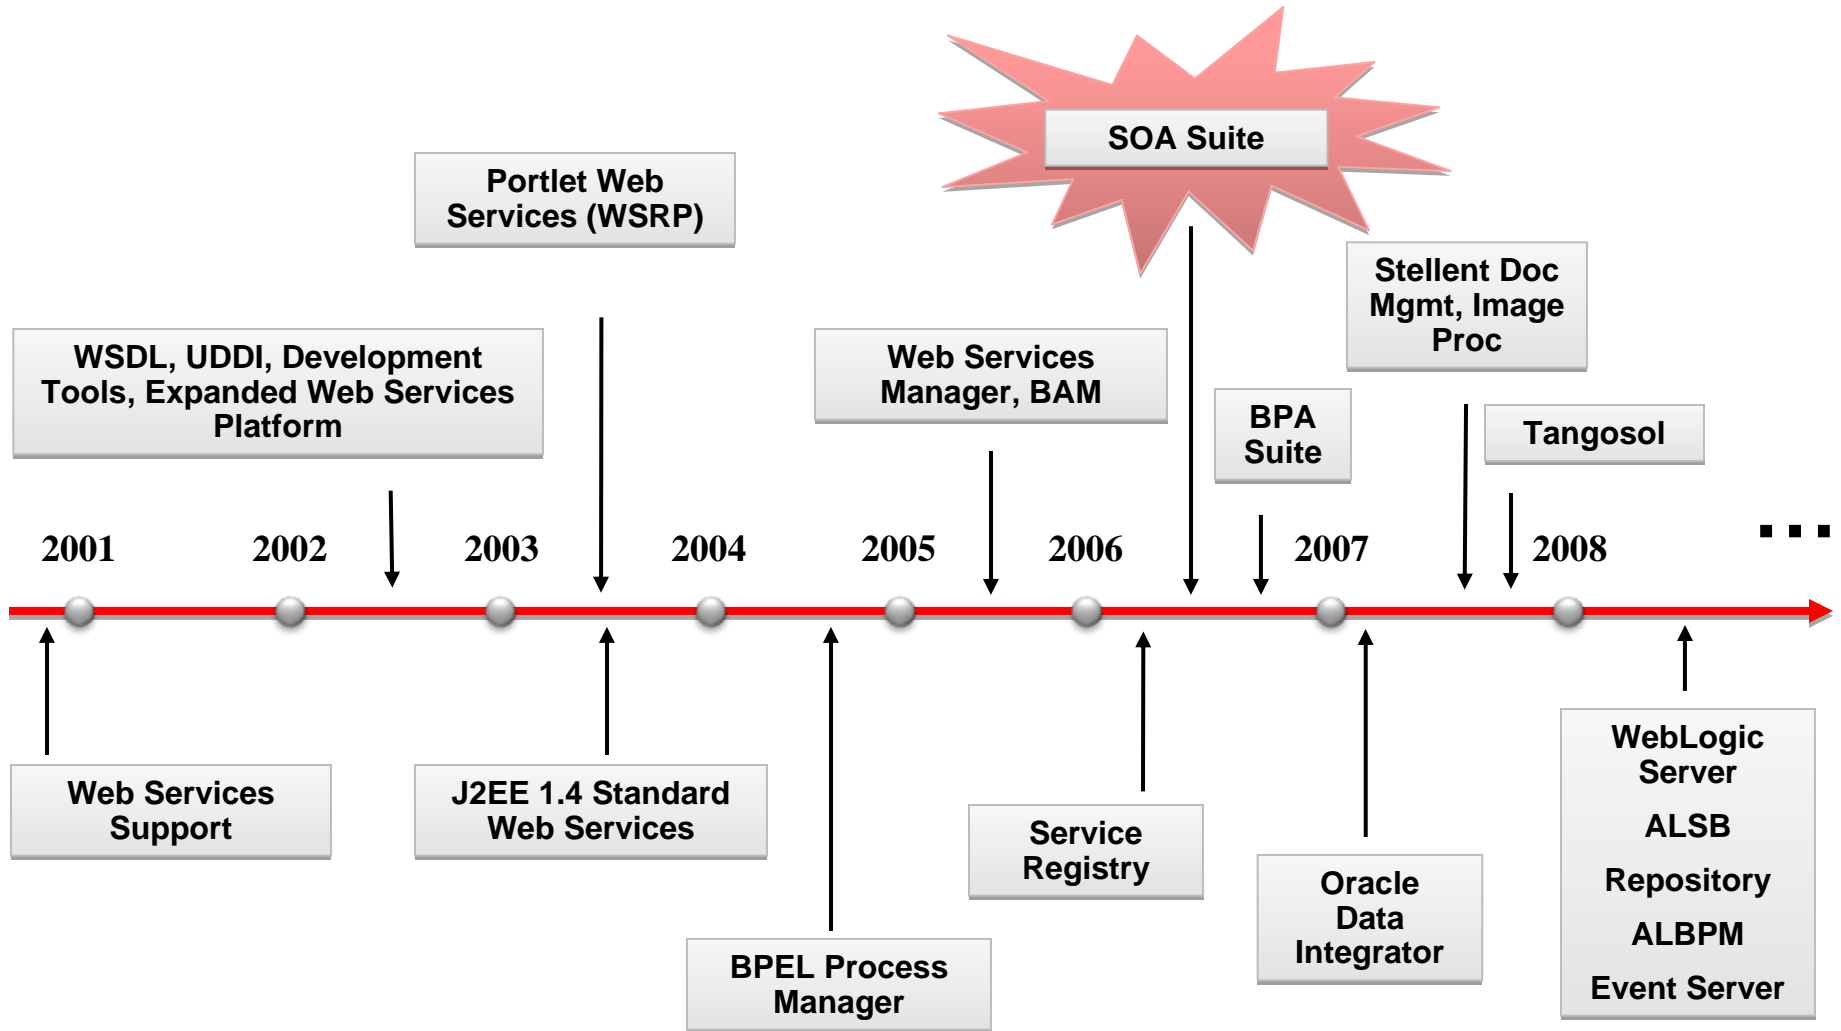 SOA Suite
Portlet Web
Services (WSRP)
Stellent Doc
Mgmt, Image
Proc
WSDL, UDDI, Development
Tools, Expanded Web Services
Platform
Web Services
Manager, BAM
BPA
Suite
Tangosol
2001
2002
2003
2004
2005
2006
2007
2008
...
Web Services
Support
J2EE 1.4 Standard
Web Services
BPEL Process
Manager
Service
Registry
Oracle
Data
Integrator
WebLogic
Server
ALSB
Repository
ALBPM
Event Server